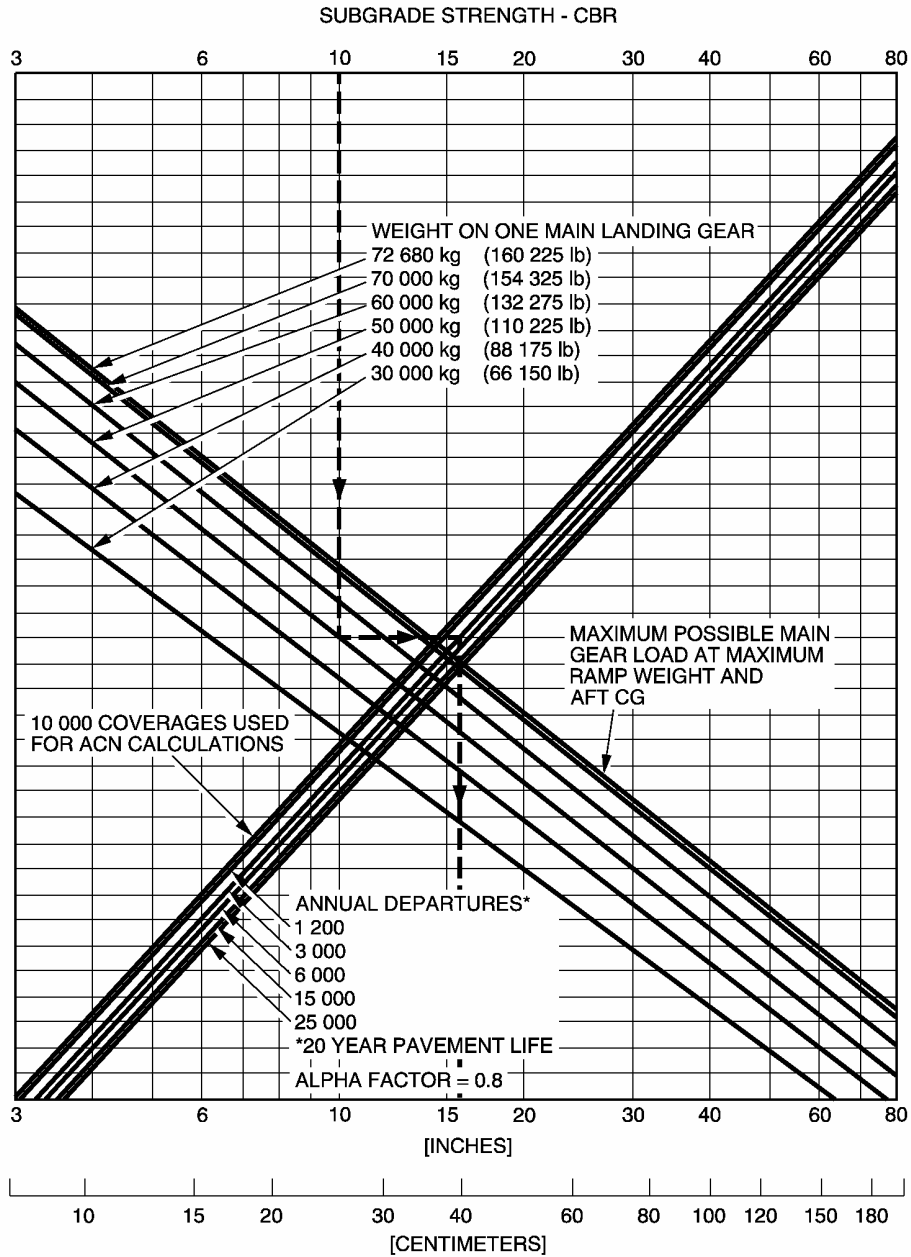 SUBGRADE STRENGTH - CBR
3 6 10 15 20 30 40 60 80
WEIGHT ON ONE MAIN LANDING GEAR
72 680 kg (160 225 lb)
70 000 kg (154 325 lb)
60 000 kg (132 275 lb)
50 000 kg (110 225 lb)
40 000 kg (88 175 lb)
30 000 kg (66 150 lb)
MAXIMUM POSSIBLE MAIN
GEAR LOAD AT MAXIMUM
RAMP WEIGHT AND
AFT CG
10 000 COVERAGES USED
FOR ACN CALCULATIONS
ANNUAL DEPARTURES*
1 200
3 000
6 000
15 000
25 000
*20 YEAR PAVEMENT LIFE
ALPHA FACTOR = 0.8
3 6 10 15 20 30 40 60 80
[INCHES]
10 15 20 30 40 60 80 100 120 150 180
[CENTIMETERS]